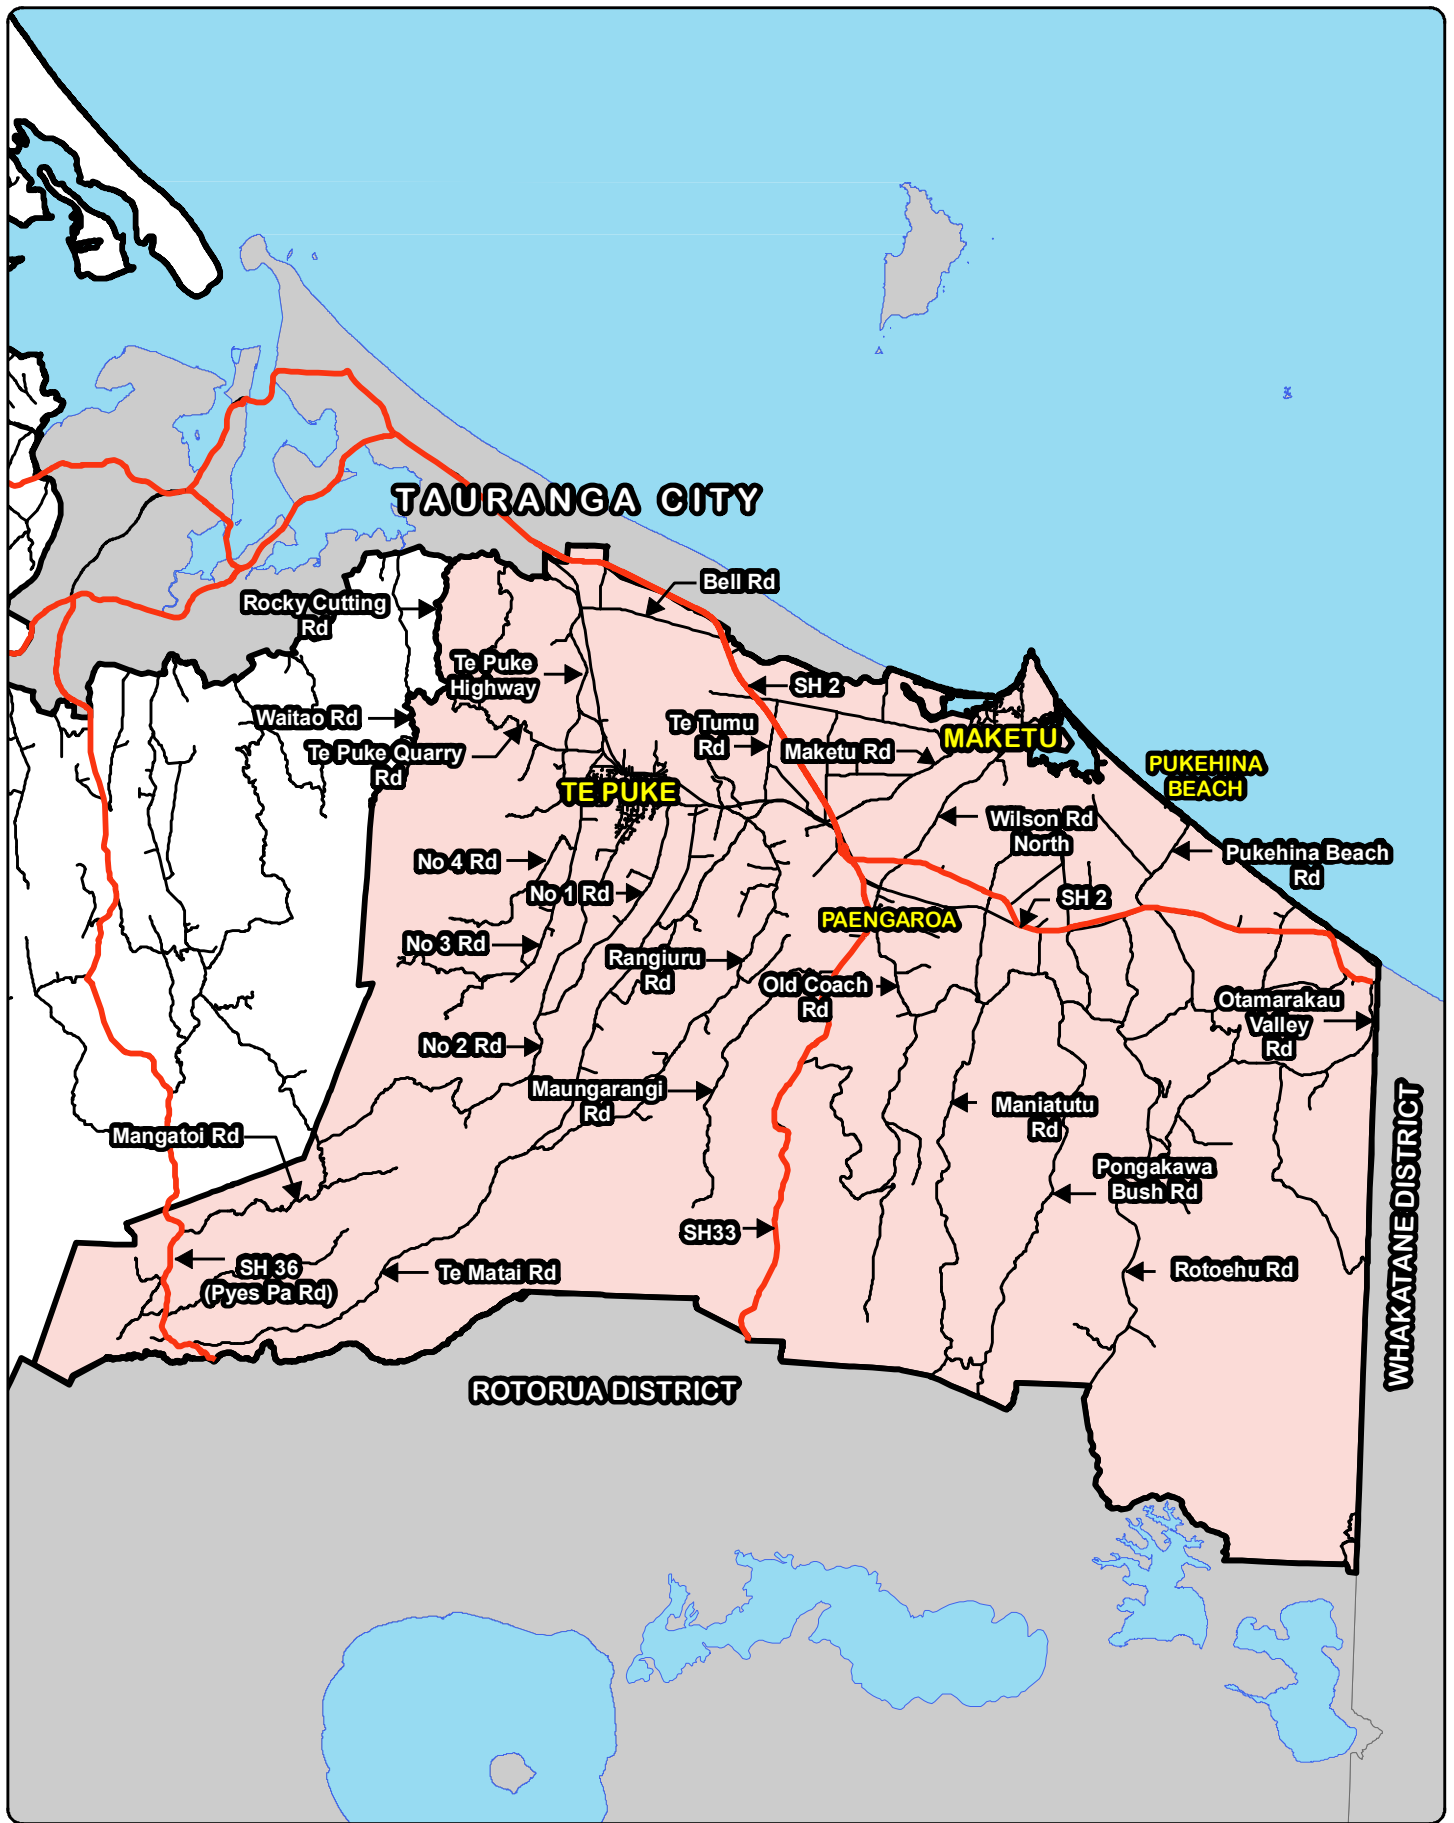 TAURANGA CITY
Bell Rd
Rocky Cutting
Rd
Te Puke
Highway
SH 2
Waitao Rd
Te Tumu
Rd
Te Puke Quarry
Rd
Maketu Rd
MAKETU
PUKEHINA
BEACH
TE PUKE
Wilson Rd
North
Pukehina Beach
Rd
No 4 Rd
No 1 Rd
SH 2
PAENGAROA
No 3 Rd
Rangiuru
Rd
Old Coach
Rd
Otamarakau
Valley
Rd
No 2 Rd
Maungarangi
Rd
Maniatutu
Rd
Mangatoi Rd
Pongakawa
Bush Rd
WHAKATANE DISTRICT
SH33
SH 36
(Pyes Pa Rd)
Te Matai Rd
Rotoehu Rd
ROTORUA DISTRICT